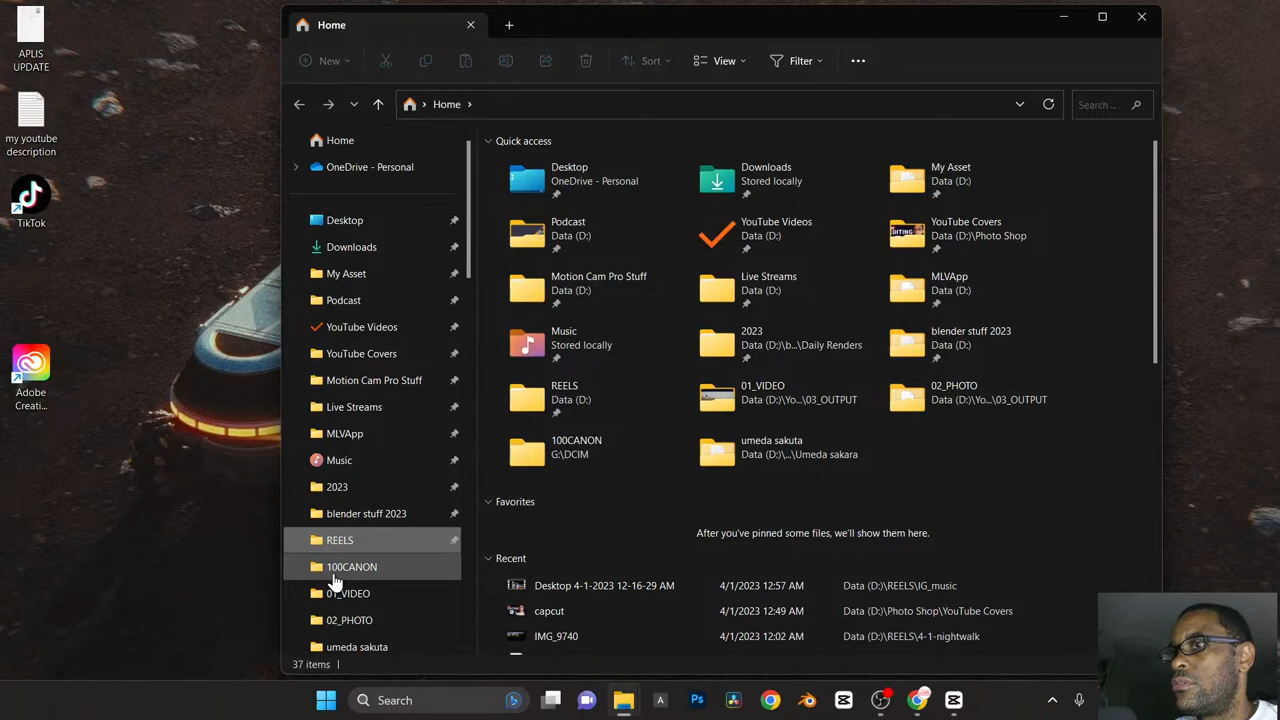 APLIS
UPDATE
my youtube
description
TikTok
Adobe
Creati...
Home
New
Sort
View
Filter
Home
Search ...
Home
OneDrive - Personal
Desktop
Downloads
My Asset
Podcast
YouTube Videos
YouTube Covers
Motion Cam Pro Stuff
Live Streams
MLVApp
Music
2023
blender stuff 2023
REELS
100CANON
01_VIDEO
02_PHOTO
umeda sakuta
Quick access
Desktop
OneDrive - Personal
Downloads
Stored locally
My Asset
Data (D:)
Podcast
Data (D:)
YouTube Videos
Data (D:)
DITING
YouTube Covers
Data (D:)\Photo Shop
Motion Cam Pro Stuff
Data (D:)
Live Streams
Data (D:)
MLVApp
Data (D:)
Music
Stored locally
2023
Data (D:)\b...\Daily Renders
blender stuff 2023
Data (D:)
REELS
Data (D:)
01_VIDEO
Data (D:)\Yo...\03_OUTPUT
02_PHOTO
Data (D:)\Yo...\03_OUTPUT
100CANON
G:\DCIM
umeda sakuta
Data (D:)\...\Umeda sakara
Favorites
After you've pinned some files, we'll show them here.
Recent
Desktop 4-1-2023 12-16-29 AM 4/1/2023 12:57 AM Data (D:)\REELS\IG_music
capcut 4/1/2023 12:49 AM Data (D:)\Photo Shop\YouTube Covers
IMG_9740 4/1/2023 12:02 AM Data (D:)\REELS\4-1-nightwalk
37 items
Search
A
Ps